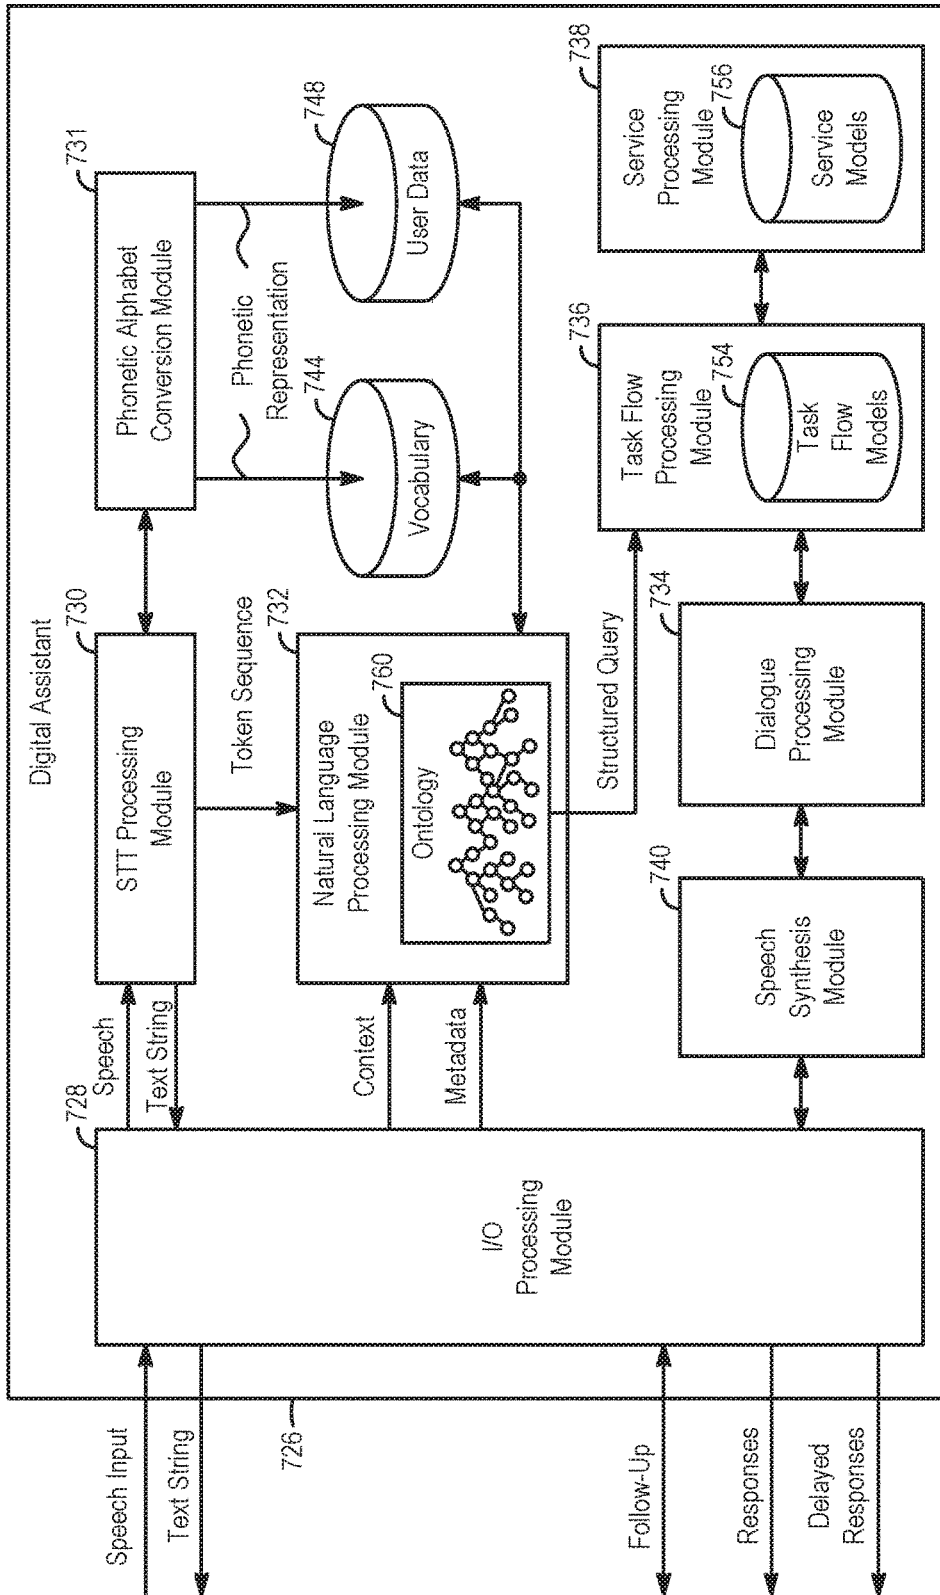 Digital Assistant
726
Speech Input
Text String
Follow-Up
Responses
Delayed
Responses
728
I/O
Processing
Module
Speech
Text String
Context
Metadata
730
STT Processing
Module
Token Sequence
731
Phonetic Alphabet
Conversion Module
Phonetic
Representation
732
Natural Language
Processing Module
760
Ontology
744
Vocabulary
748
User Data
Structured Query
740
Speech
Synthesis
Module
734
Dialogue
Processing
Module
736
Task Flow
Processing
Module
754
Task
Flow
Models
738
Service
Processing
Module
756
Service
Models